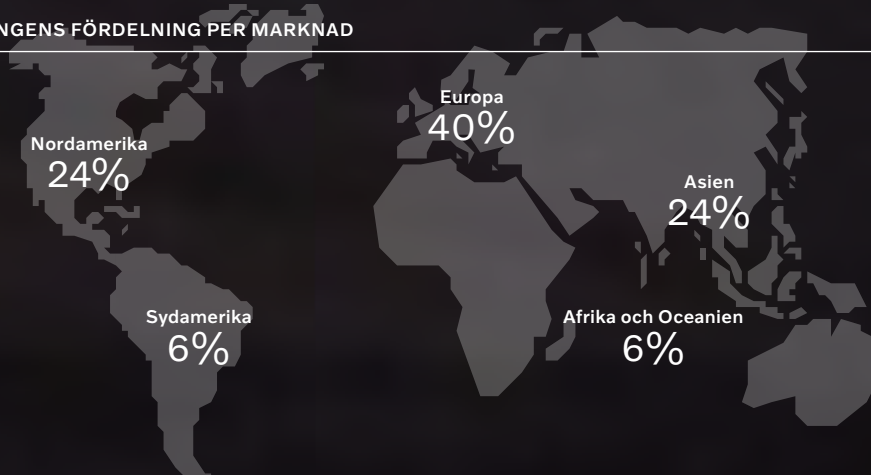 NGENS FÖRDELNING PER MARKNAD
Europa
40%
Nordamerika
24%
Asien
24%
Sydamerika
6%
Afrika och Oceanien
6%